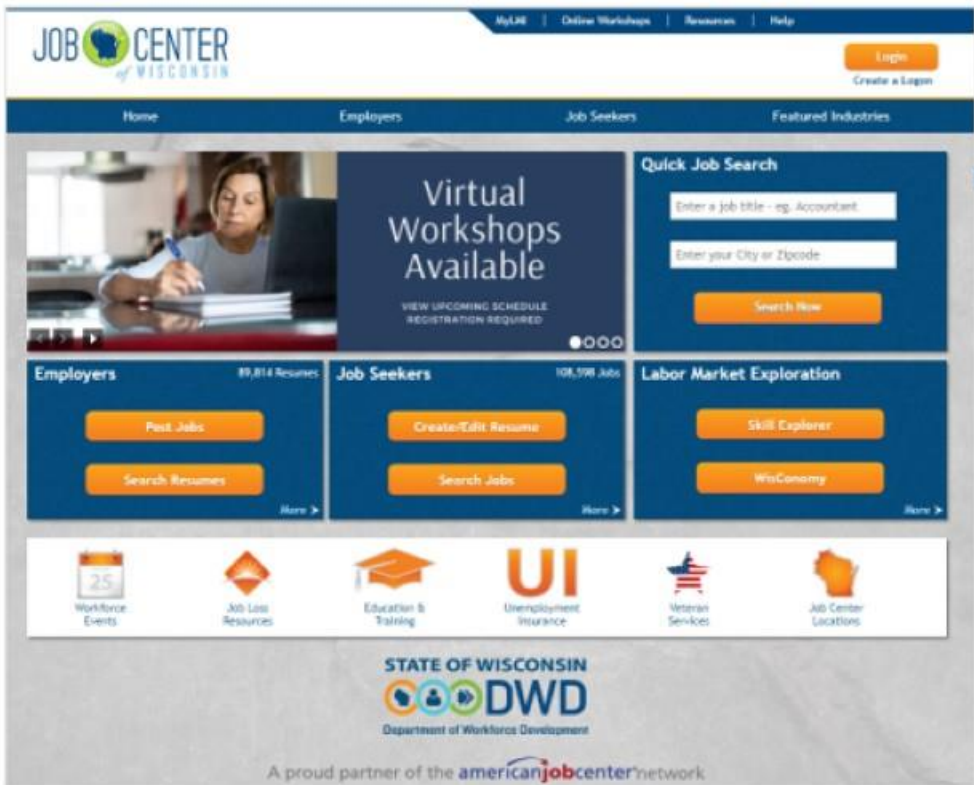 MyLMI | Online Workshops | Resources | Help
JOB CENTER
of WISCONSIN
Login
Create a Logon
Home Employers Job Seekers Featured Industries
Virtual
Workshops
Available
VIEW UPCOMING SCHEDULE
REGISTRATION REQUIRED
Quick Job Search
Enter a job title - eg. Accountant
Enter your City or Zipcode
Search Now
Employers 89,814 Resumes
Post Jobs
Search Resumes
More
Job Seekers 108,598 Jobs
Create/Edit Resume
Search Jobs
More
Labor Market Exploration
Skill Explorer
WisConomy
More
25
Workforce
Events
Job Loss
Resources
Education &
Training
UI
Unemployment
Insurance
Veteran
Services
Job Center
Locations
STATE OF WISCONSIN
DWD
Department of Workforce Development
A proud partner of the americanjobcenter network